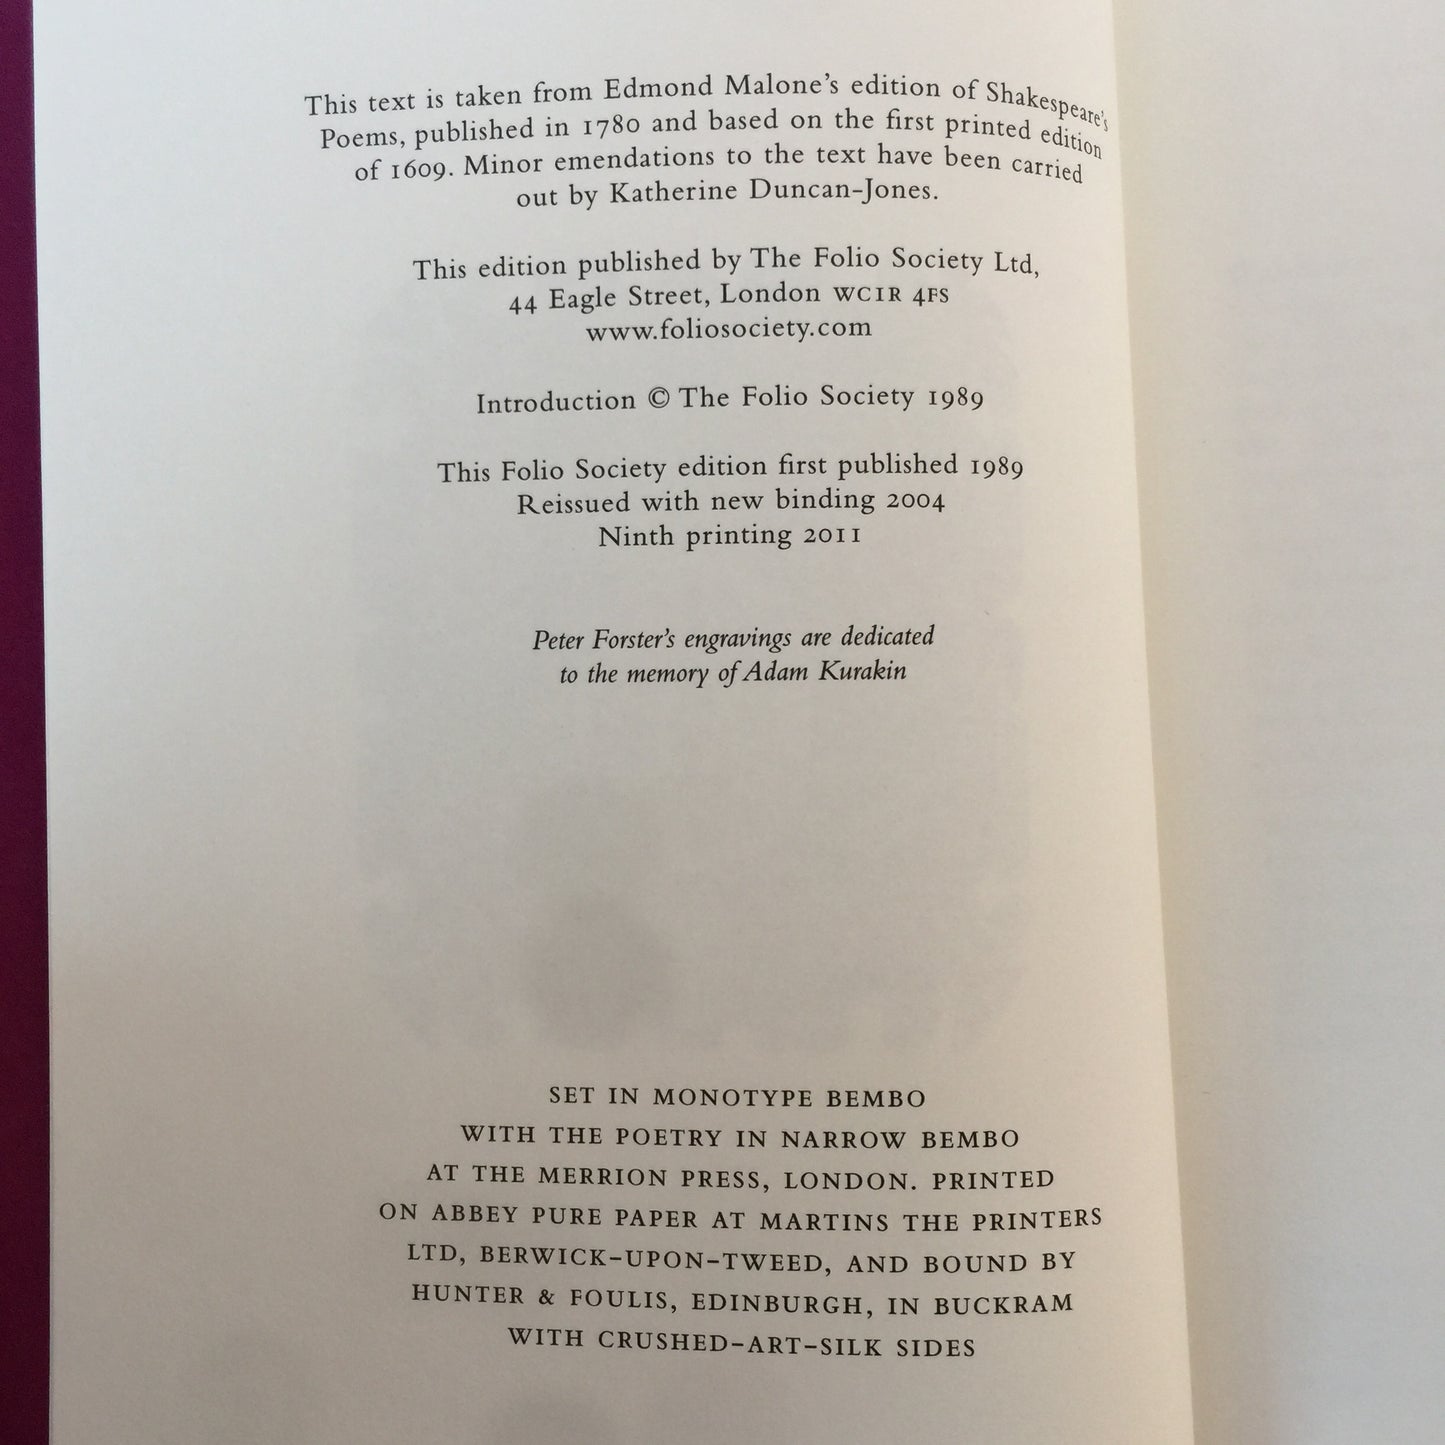 This text is taken from Edmond Malone's edition of Shakespeare's
Poems, published in 1780 and based on the first printed edition
of 1609. Minor emendations to the text have been carried
out by Katherine Duncan-Jones.
This edition published by The Folio Society Ltd,
44 Eagle Street, London WC1R 4FS
www.foliosociety.com
Introduction © The Folio Society 1989
This Folio Society edition first published 1989
Reissued with new binding 2004
Ninth printing 2011
Peter Forster's engravings are dedicated
to the memory of Adam Kurakin
SET IN MONOTYPE BEMBO
WITH THE POETRY IN NARROW BEMBO
AT THE MERRION PRESS, LONDON. PRINTED
ON ABBEY PURE PAPER AT MARTINS THE PRINTERS
LTD, BERWICK-UPON-TWEED, AND BOUND BY
HUNTER & FOULIS, EDINBURGH, IN BUCKRAM
WITH CRUSHED-ART-SILK SIDES